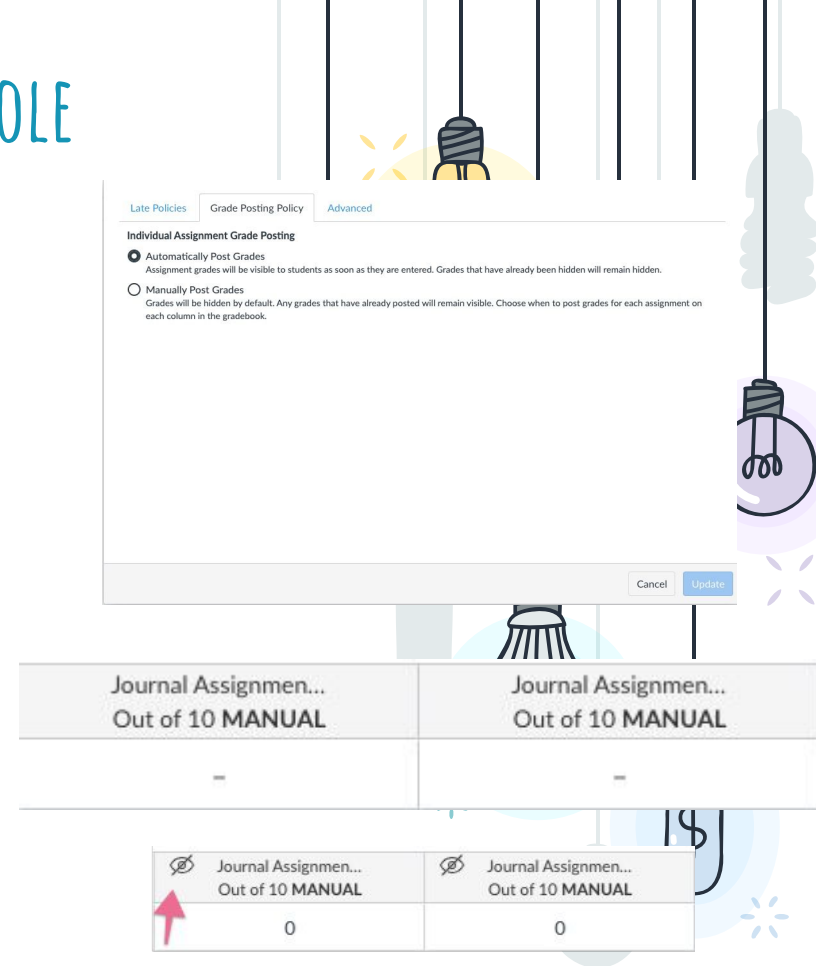 OLE
Late Policies Grade Posting Policy Advanced
Individual Assignment Grade Posting
Automatically Post Grades
Assignment grades will be visible to students as soon as they are entered. Grades that have already been hidden will remain hidden.
Manually Post Grades
Grades will be hidden by default. Any grades that have already posted will remain visible. Choose when to post grades for each assignment on
each column in the gradebook.
Cancel Update
Journal Assignmen... Journal Assignmen...
Out of 10 MANUAL Out of 10 MANUAL
– –
Journal Assignmen... Journal Assignmen...
Out of 10 MANUAL Out of 10 MANUAL
0 0
$